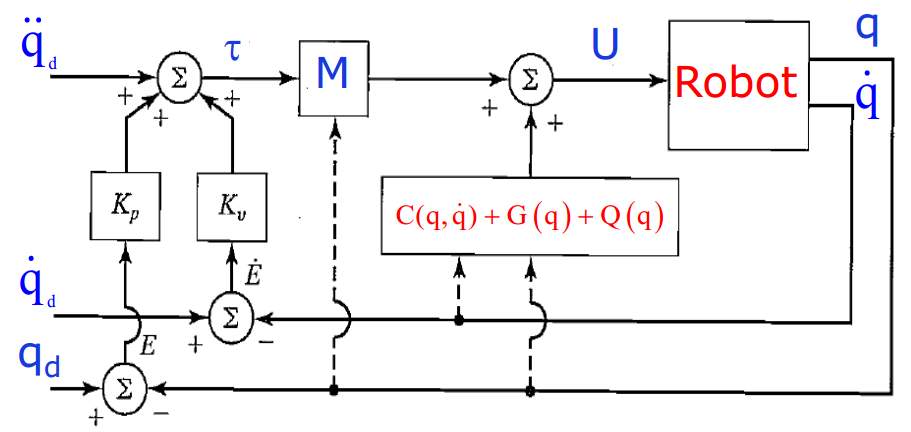 q̈d τ U q
+ Σ + + M + Σ + Robot q̇
Kp Kv C(q, q̇) + G(q) + Q(q)
q̇d Ė
+ Σ −
qd E
+ Σ −